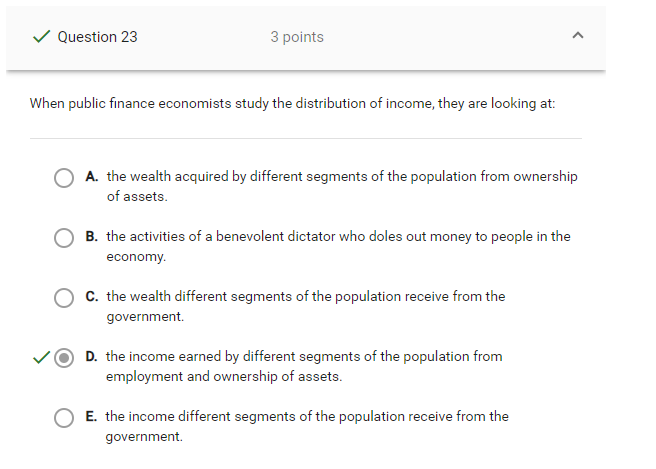 Question 23 3 points
When public finance economists study the distribution of income, they are looking at:
A. the wealth acquired by different segments of the population from ownership
of assets.
B. the activities of a benevolent dictator who doles out money to people in the
economy.
C. the wealth different segments of the population receive from the
government.
D. the income earned by different segments of the population from
employment and ownership of assets.
E. the income different segments of the population receive from the
government.